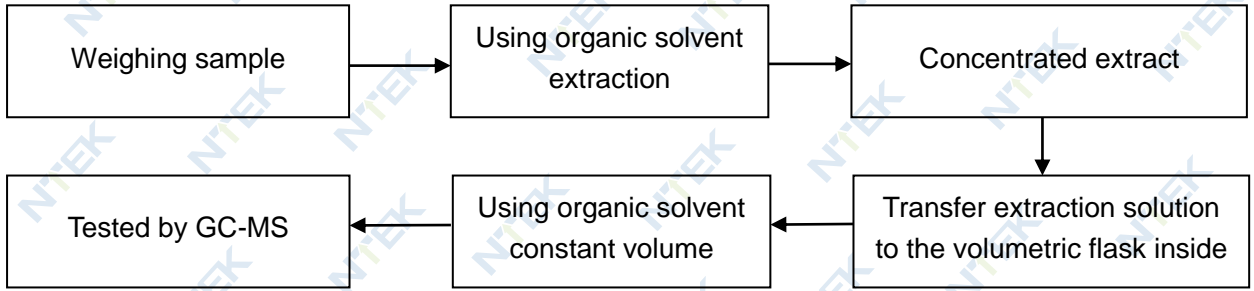 Weighing sample
Using organic solvent
extraction
Concentrated extract
Transfer extraction solution
to the volumetric flask inside
Using organic solvent
constant volume
Tested by GC-MS
NTEK